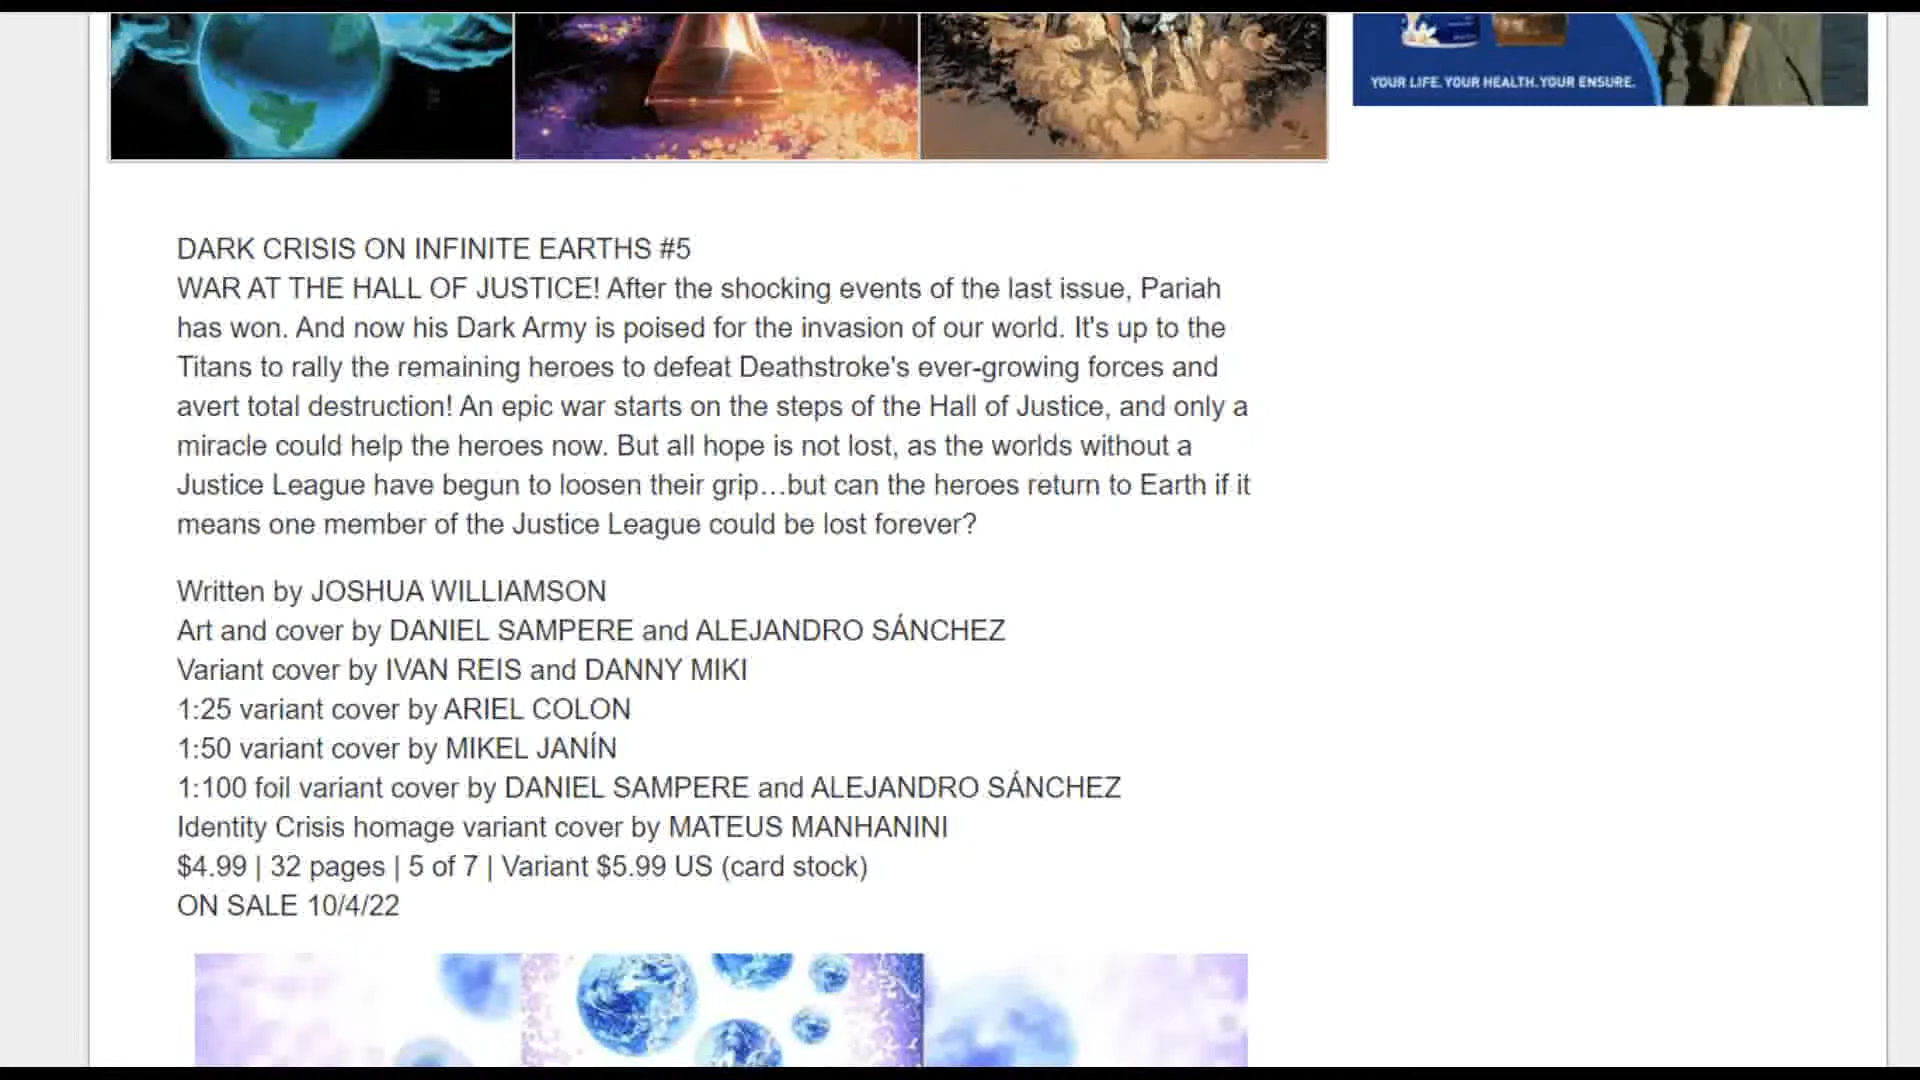 YOUR LIFE. YOUR HEALTH. YOUR ENSURE.
DARK CRISIS ON INFINITE EARTHS #5
WAR AT THE HALL OF JUSTICE! After the shocking events of the last issue, Pariah
has won. And now his Dark Army is poised for the invasion of our world. It's up to the
Titans to rally the remaining heroes to defeat Deathstroke's ever-growing forces and
avert total destruction! An epic war starts on the steps of the Hall of Justice, and only a
miracle could help the heroes now. But all hope is not lost, as the worlds without a
Justice League have begun to loosen their grip…but can the heroes return to Earth if it
means one member of the Justice League could be lost forever?
Written by JOSHUA WILLIAMSON
Art and cover by DANIEL SAMPERE and ALEJANDRO SÁNCHEZ
Variant cover by IVAN REIS and DANNY MIKI
1:25 variant cover by ARIEL COLON
1:50 variant cover by MIKEL JANÍN
1:100 foil variant cover by DANIEL SAMPERE and ALEJANDRO SÁNCHEZ
Identity Crisis homage variant cover by MATEUS MANHANINI
$4.99 | 32 pages | 5 of 7 | Variant $5.99 US (card stock)
ON SALE 10/4/22